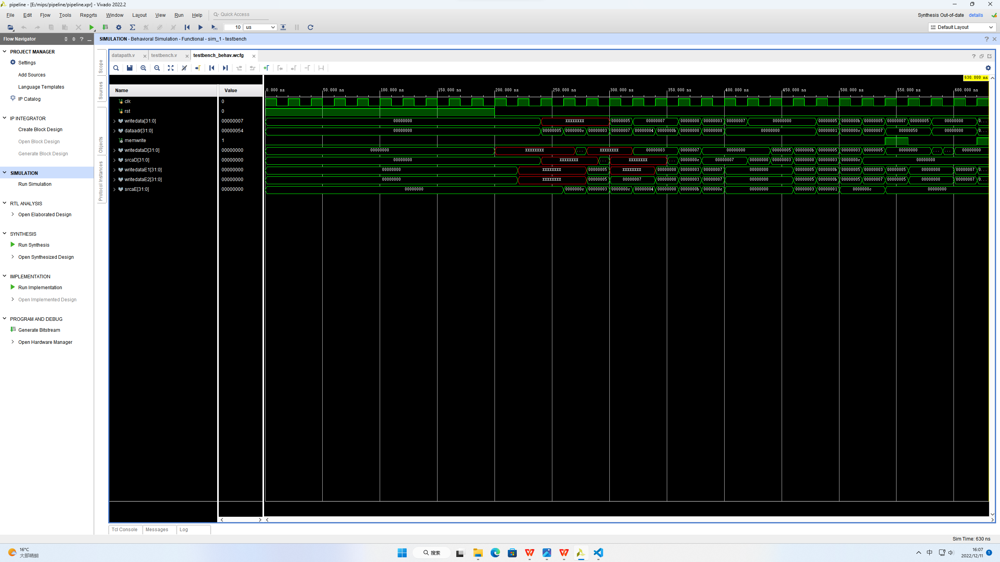 pipeline - [E:/mips/pipeline/pipeline.xpr] - Vivado 2022.2
File Edit Flow Tools Reports Window Layout View Run Help Quick Access
Synthesis Out-of-date details
10 us
Default Layout
Flow Navigator
SIMULATION - Behavioral Simulation - Functional - sim_1 - testbench
PROJECT MANAGER
Settings
Add Sources
Language Templates
IP Catalog
IP INTEGRATOR
Create Block Design
Open Block Design
Generate Block Design
SIMULATION
Run Simulation
RTL ANALYSIS
Open Elaborated Design
SYNTHESIS
Run Synthesis
Open Synthesized Design
IMPLEMENTATION
Run Implementation
Open Implemented Design
PROGRAM AND DEBUG
Generate Bitstream
Open Hardware Manager
Scope
Sources
Objects
Protocol Instances
datapath.v testbench.v testbench_behav.wcfg
630.000 ns
Name Value 0.000 ns 50.000 ns 100.000 ns 150.000 ns 200.000 ns 250.000 ns 300.000 ns 350.000 ns 400.000 ns 450.000 ns 500.000 ns 550.000 ns 600.000 ns
clk 0
rst 0
writedata[31:0] 00000007 00000000 XXXXXXXX 00000005 00000007 00000000 00000003 00000007 00000000 00000005 0000000b 00000005 00000007 00000005 00000000 0...
dataadr[31:0] 00000054 00000000 00000005 0000000c 00000003 00000007 00000004 0000000b 00000000 00000008 00000000 00000001 0000000c 00000007 00000050 00000000 0...
memwrite 1
writedataD[31:0] 00000000 00000000 XXXXXXXX ... XXXXXXXX 00000003 00000007 00000000 00000005 0000000b 00000005 00000003 00000005 00000000 ... ... 00000000
srcaD[31:0] 00000000 00000000 XXXXXXXX ... XXXXXXXX ... 0000000c 00000007 00000000 00000003 00000000 00000003 0000000c 00000000
writedataE1[31:0] 00000000 00000000 XXXXXXXX 00000005 XXXXXXXX 00000000 00000003 00000007 00000000 00000005 0000000b 00000005 00000003 00000005 00000000 00000007 0...
writedataE2[31:0] 00000000 00000000 XXXXXXXX 00000005 00000007 00000000 00000003 00000007 00000000 00000005 0000000b 00000005 00000007 00000005 00000000 00000007 0...
srcaE[31:0] 00000000 00000000 0000000c 00000003 0000000c 00000004 00000000 0000000b 0000000c 00000000 00000003 00000001 0000000c 00000000
Tcl Console Messages Log
Sim Time: 630 ns
16°C
大部晴朗
搜索
中
16:07
2022/12/11
1